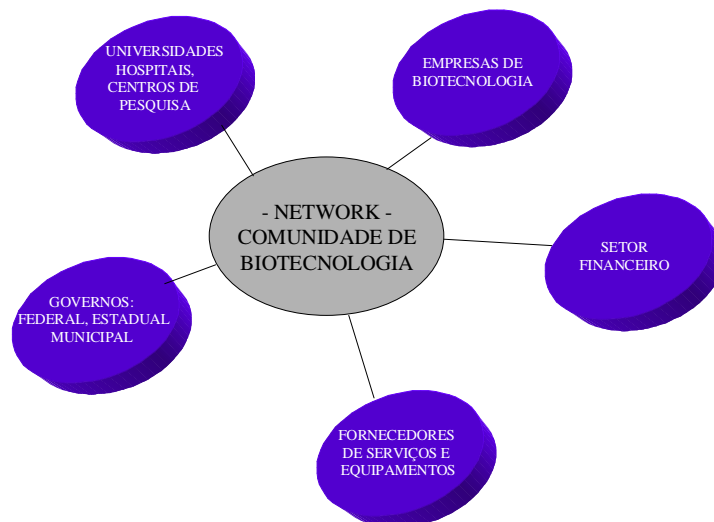 UNIVERSIDADES
HOSPITAIS,
CENTROS DE
PESQUISA
EMPRESAS DE
BIOTECNOLOGIA
- NETWORK -
COMUNIDADE DE
BIOTECNOLOGIA
SETOR
FINANCEIRO
GOVERNOS:
FEDERAL, ESTADUAL
MUNICIPAL
FORNECEDORES
DE SERVIÇOS E
EQUIPAMENTOS